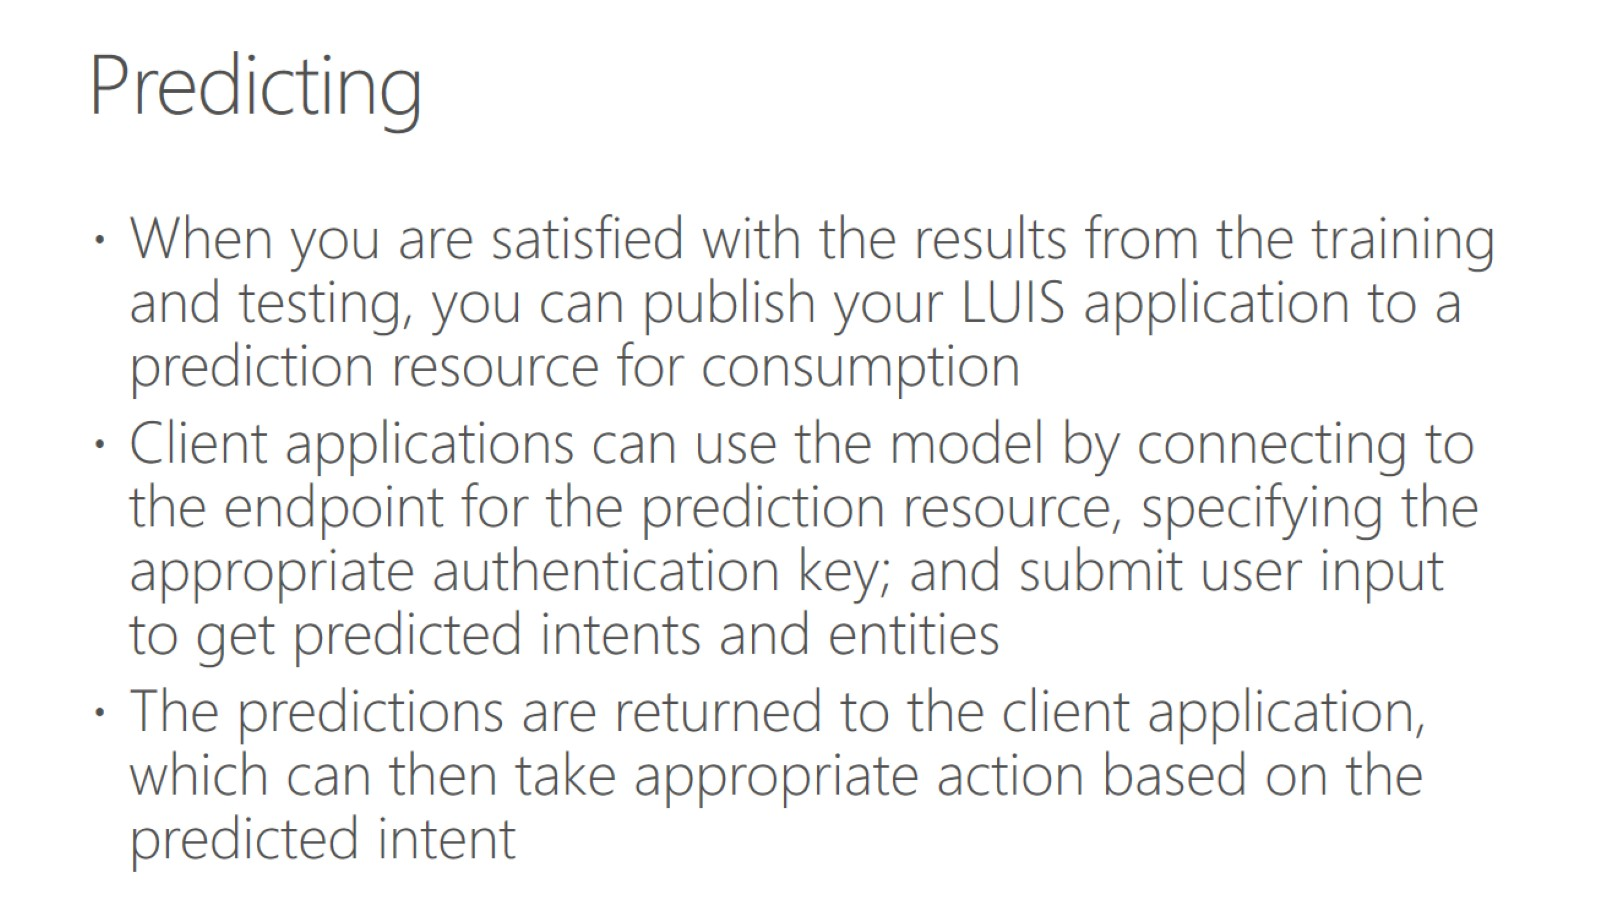 Predicting
• When you are satisfied with the results from the training
and testing, you can publish your LUIS application to a
prediction resource for consumption
• Client applications can use the model by connecting to
the endpoint for the prediction resource, specifying the
appropriate authentication key; and submit user input
to get predicted intents and entities
• The predictions are returned to the client application,
which can then take appropriate action based on the
predicted intent